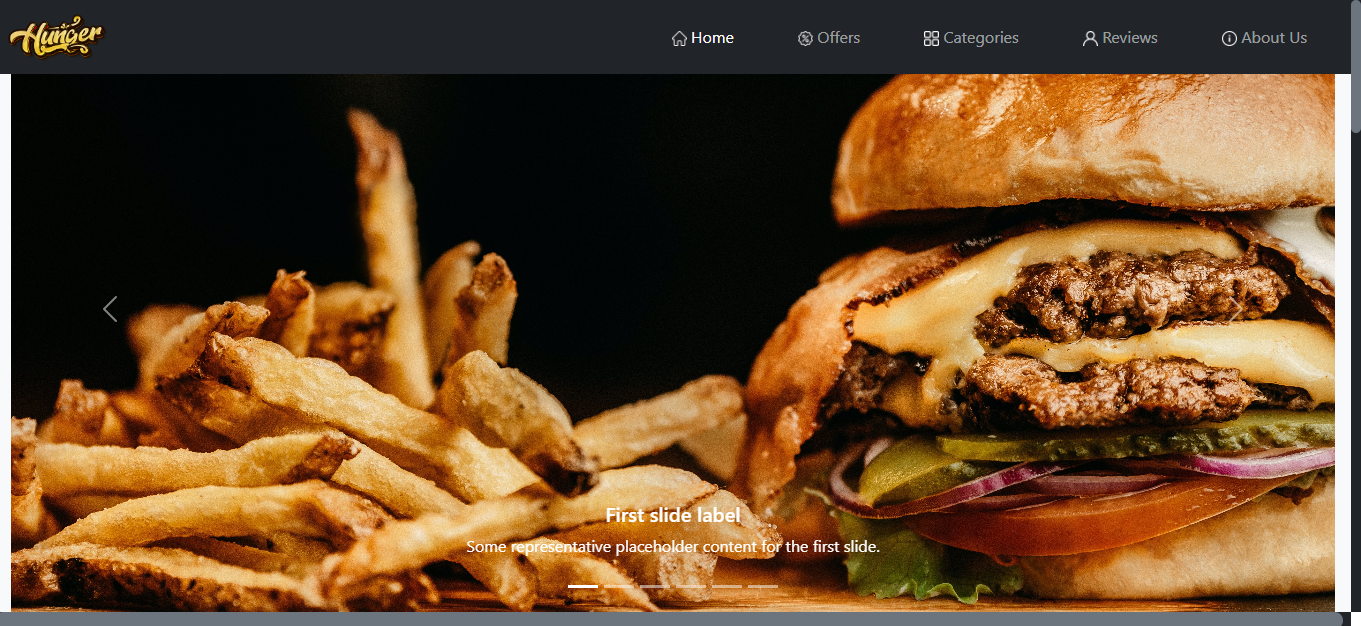 Hunger
Home
Offers
Categories
Reviews
About Us
First slide label
Some representative placeholder content for the first slide.